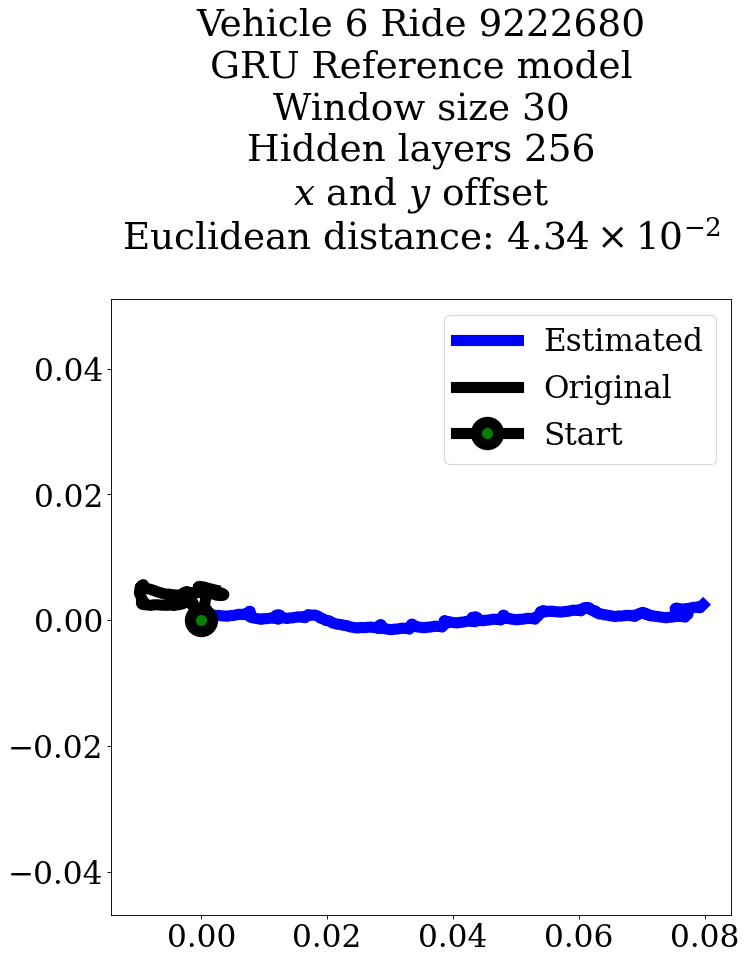 Vehicle 6 Ride 9222680
GRU Reference model
Window size 30
Hidden layers 256
x and y offset
Euclidean distance: 4.34 × 10⁻²
Estimated
Original
Start
0.04
0.02
0.00
−0.02
−0.04
0.00 0.02 0.04 0.06 0.08